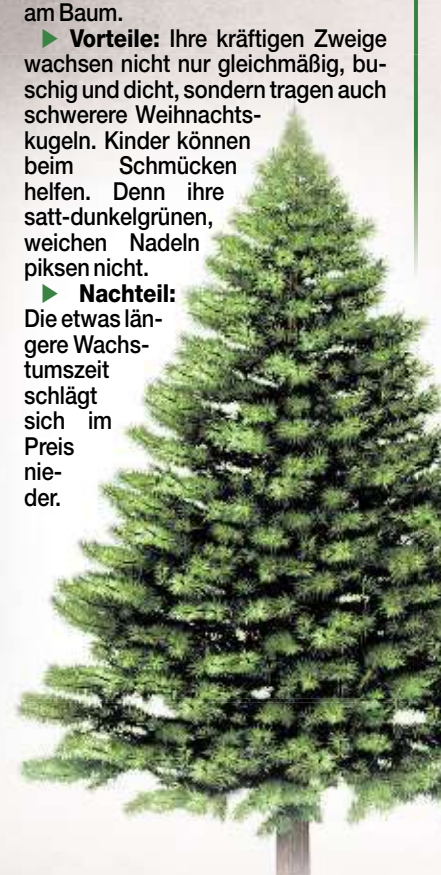 am Baum.
▶ Vorteile: Ihre kräftigen Zweige
wachsen nicht nur gleichmäßig, bu-
schig und dicht, sondern tragen auch
schwerere Weihnachts-
kugeln. Kinder können
beim Schmücken
helfen. Denn ihre
satt-dunkelgrünen,
weichen Nadeln
piksen nicht.
▶ Nachteil:
Die etwas län-
gere Wachs-
tumszeit
schlägt
sich im
Preis
nie-
der.